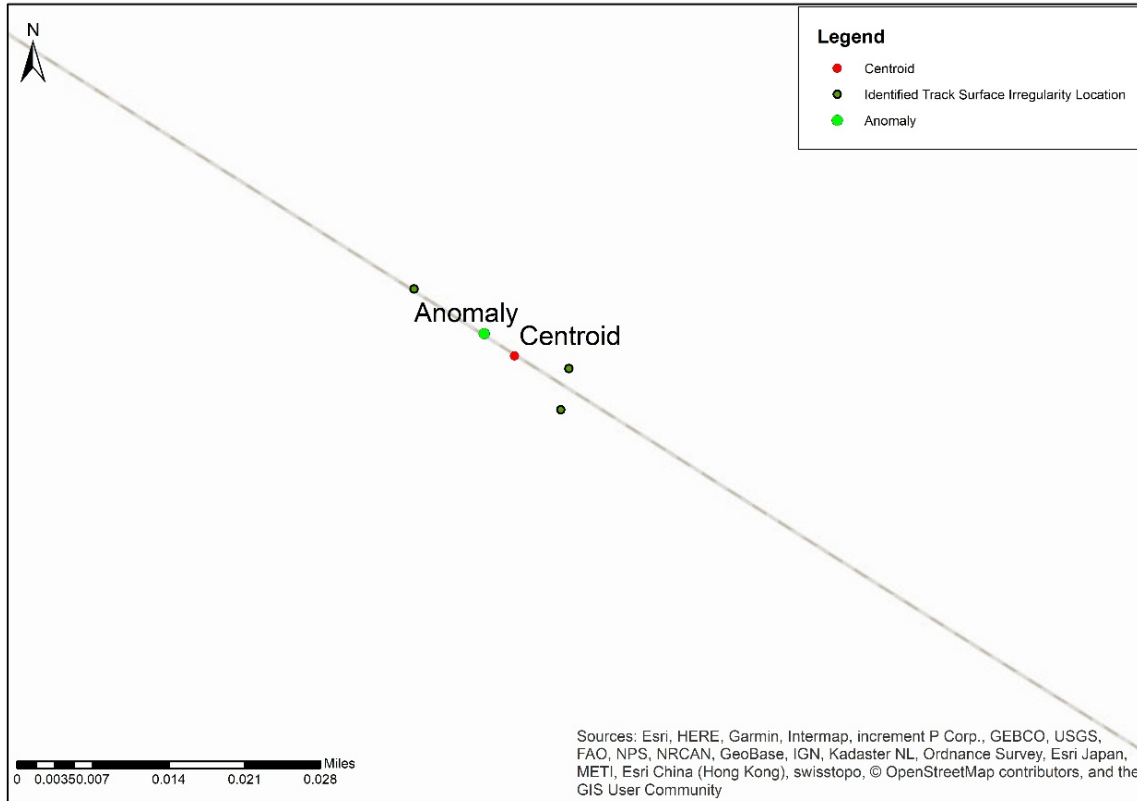 N
Legend
Centroid
Identified Track Surface Irregularity Location
Anomaly
Anomaly
Centroid
Miles
0 0.00350.007 0.014 0.021 0.028
Sources: Esri, HERE, Garmin, Intermap, increment P Corp., GEBCO, USGS,
FAO, NPS, NRCAN, GeoBase, IGN, Kadaster NL, Ordnance Survey, Esri Japan,
METI, Esri China (Hong Kong), swisstopo, © OpenStreetMap contributors, and the
GIS User Community